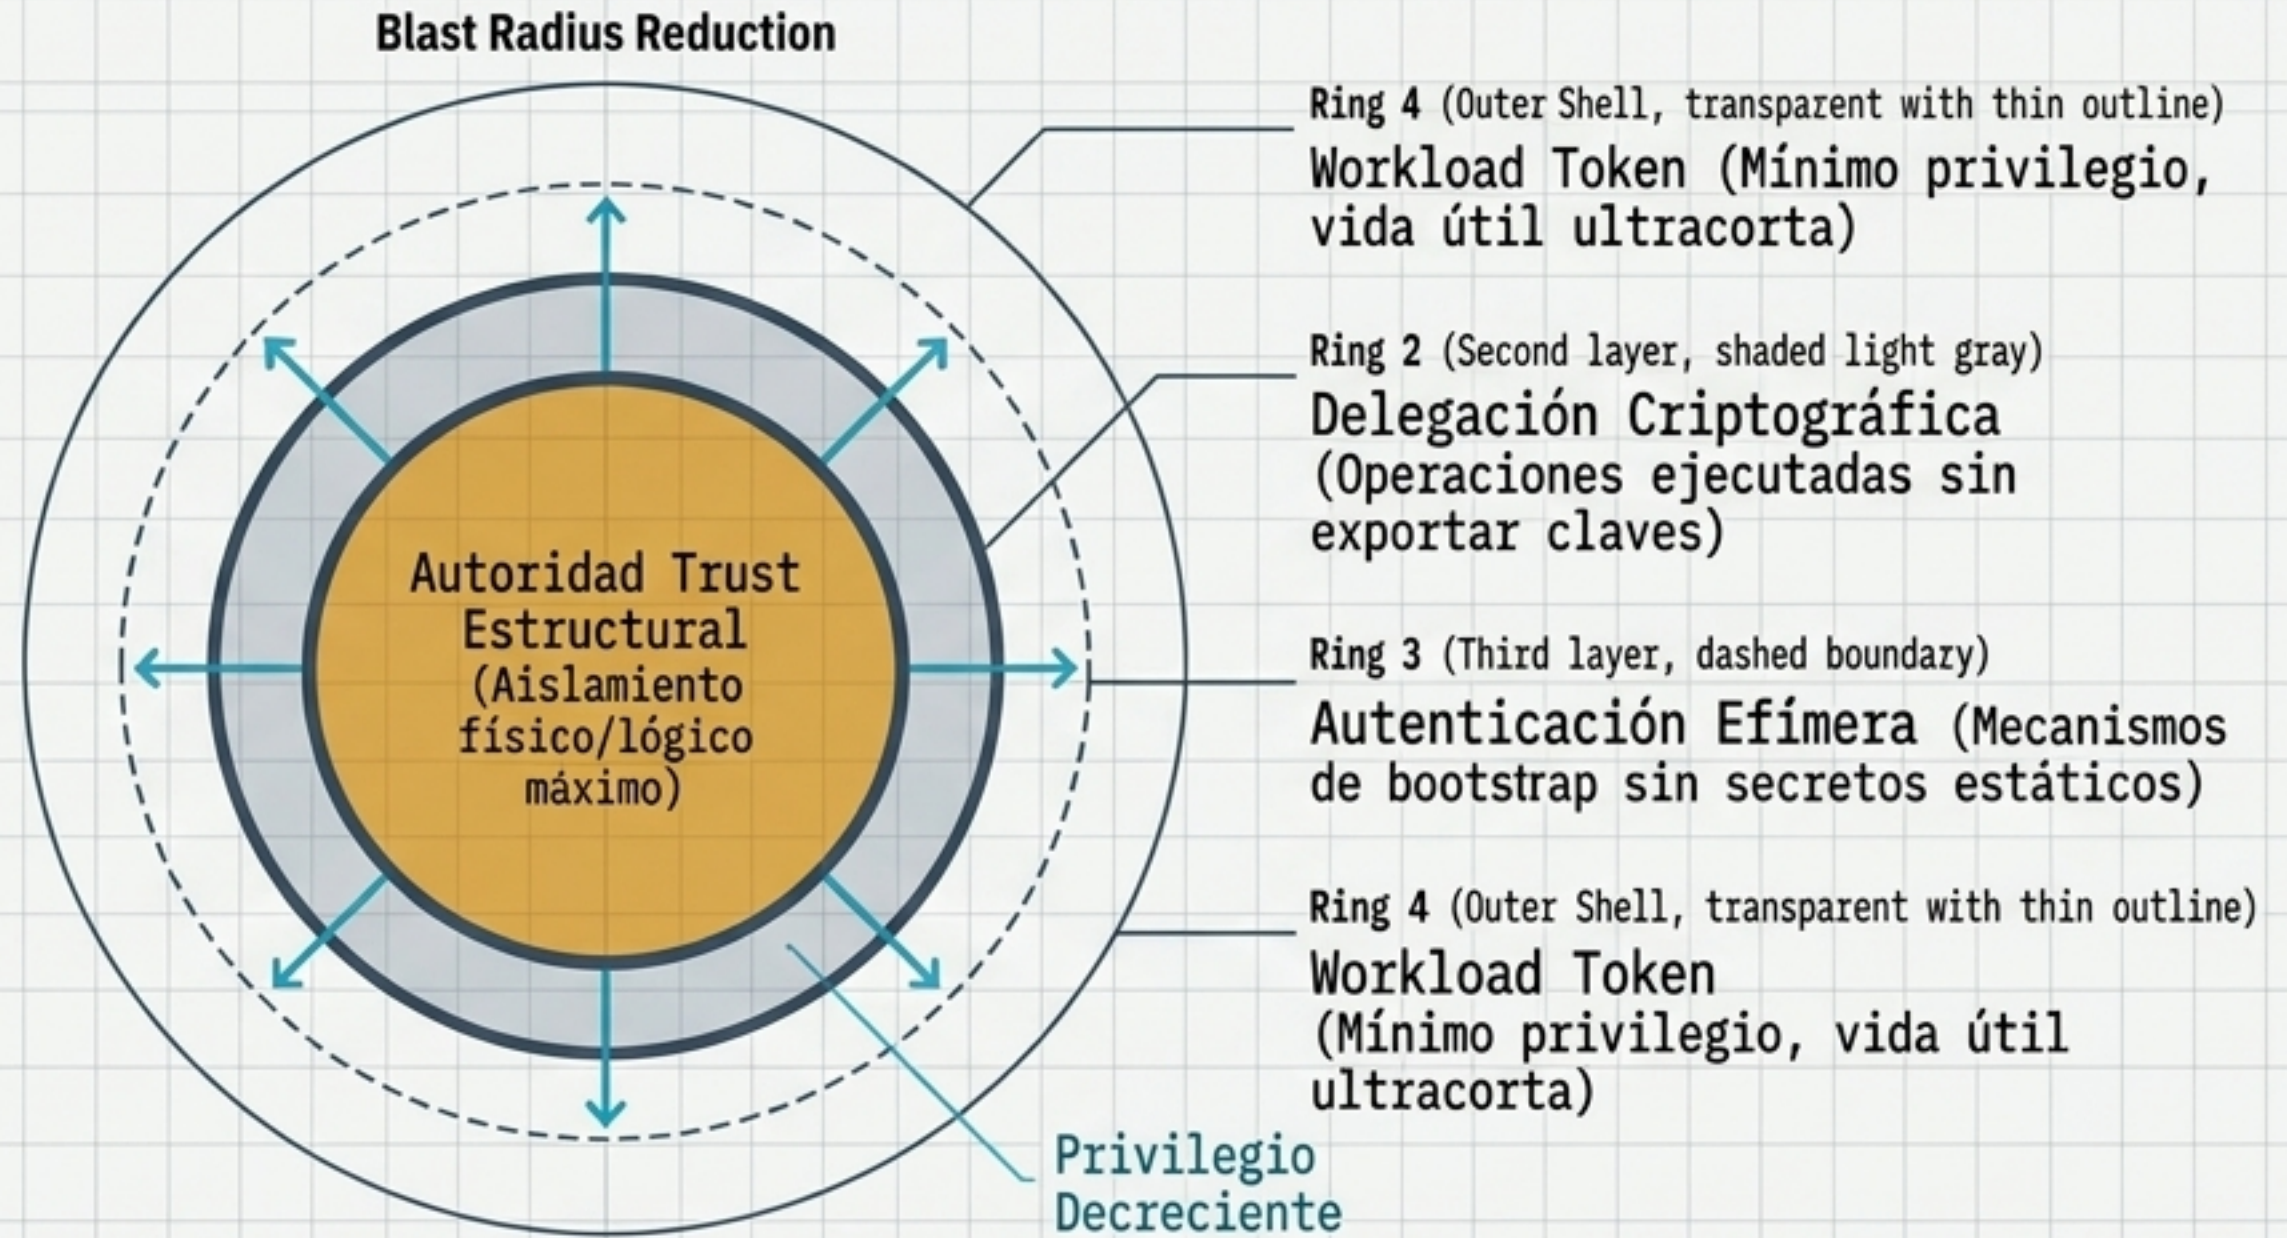 Blast Radius Reduction
Autoridad Trust
Estructural
(Aislamiento
físico/lógico
máximo)
Ring 4 (Outer Shell, transparent with thin outline)
Workload Token (Mínimo privilegio,
vida útil ultracorta)
Ring 2 (Second layer, shaded light gray)
Delegación Criptográfica
(Operaciones ejecutadas sin
exportar claves)
Ring 3 (Third layer, dashed boundary)
Autenticación Efímera (Mecanismos
de bootstrap sin secretos estáticos)
Ring 4 (Outer Shell, transparent with thin outline)
Workload Token
(Mínimo privilegio, vida útil
ultracorta)
Privilegio
Decreciente